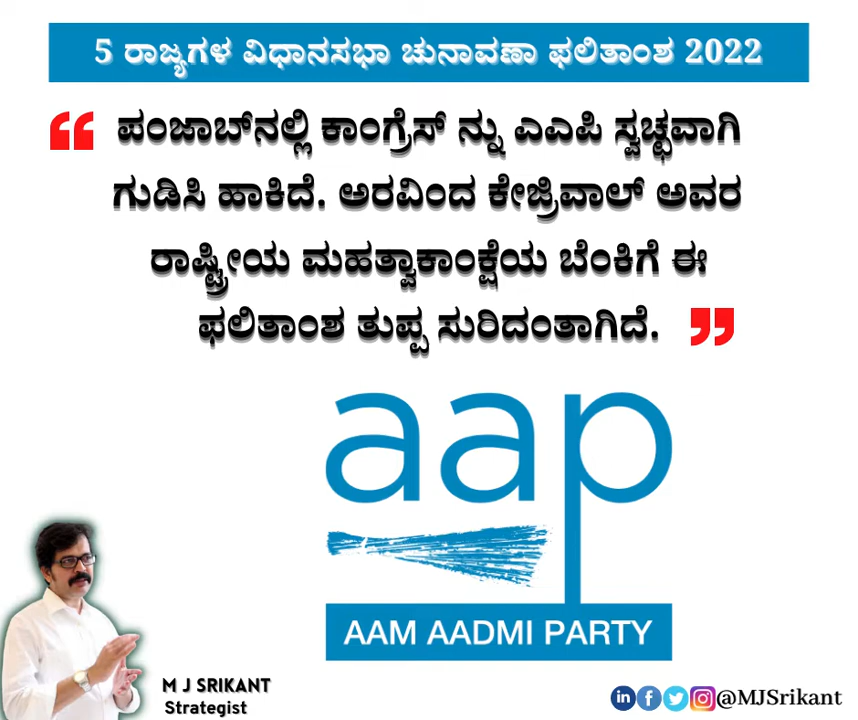 5 ರಾಜ್ಯಗಳ ವಿಧಾನಸಭಾ ಚುನಾವಣಾ ಫಲಿತಾಂಶ 2022
“ ಪಂಜಾಬ್‌ನಲ್ಲಿ ಕಾಂಗ್ರೆಸ್ ನ್ನು ಎಎಪಿ ಸ್ವಚ್ಛವಾಗಿ
ಗುಡಿಸಿ ಹಾಕಿದೆ. ಅರವಿಂದ ಕೇಜ್ರಿವಾಲ್ ಅವರ
ರಾಷ್ಟ್ರೀಯ ಮಹತ್ವಾಕಾಂಕ್ಷೆಯ ಬೆಂಕಿಗೆ ಈ
ಫಲಿತಾಂಶ ತುಪ್ಪ ಸುರಿದಂತಾಗಿದೆ. ”
aap
AAM AADMI PARTY
M J SRIKANT
Strategist
@MJSrikant